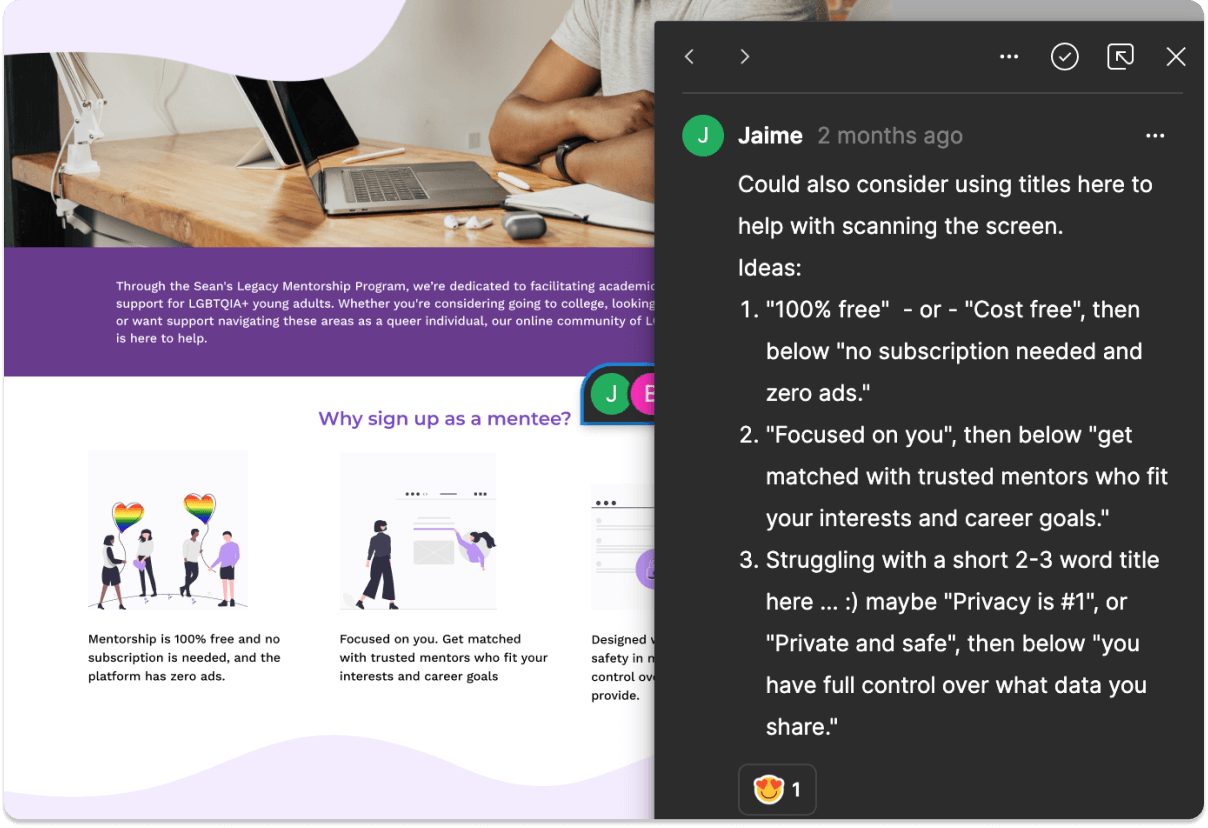 Through the Sean's Legacy Mentorship Program, we're dedicated to facilitating academic
support for LGBTQIA+ young adults. Whether you're considering going to college, looking
or want support navigating these areas as a queer individual, our online community of
is here to help.
Why sign up as a mentee?
J
Mentorship is 100% free and no
subscription is needed, and the
platform has zero ads.
Focused on you. Get matched
with trusted mentors who fit your
interests and career goals
Designed
safety in
control
provide.
J Jaime 2 months ago
Could also consider using titles here to
help with scanning the screen.
Ideas:
1. "100% free"  - or - "Cost free", then
below "no subscription needed and
zero ads."
2. "Focused on you", then below "get
matched with trusted mentors who fit
your interests and career goals."
3. Struggling with a short 2-3 word title
here ... :) maybe "Privacy is #1", or
"Private and safe", then below "you
have full control over what data you
share."
😍 1